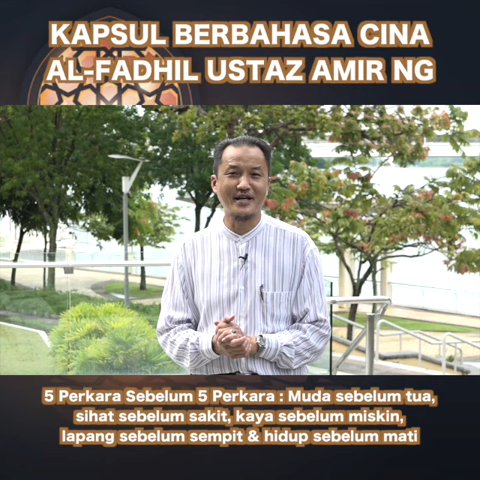 KAPSUL BERBAHASA CINA
AL-FADHIL USTAZ AMIR NG
5 Perkara Sebelum 5 Perkara : Muda sebelum tua,
sihat sebelum sakit, kaya sebelum miskin,
lapang sebelum sempit & hidup sebelum mati